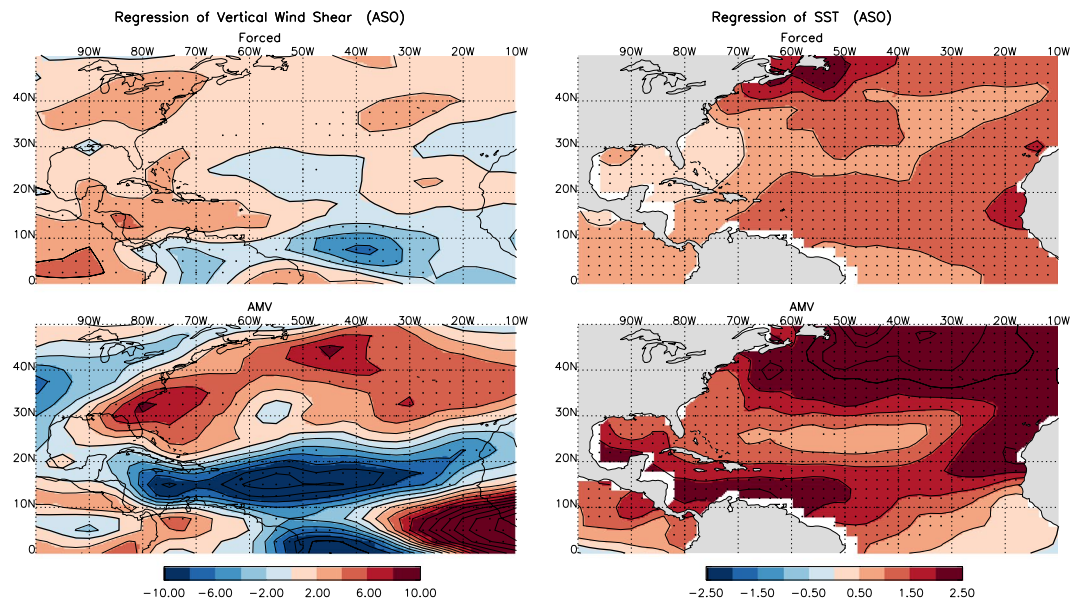 Regression of Vertical Wind Shear (ASO)
Forced
90W 80W 70W 60W 50W 40W 30W 20W 10W
40N
30N
20N
10N
0
AMV
90W 80W 70W 60W 50W 40W 30W 20W 10W
40N
30N
20N
10N
0
-10.00 -6.00 -2.00 2.00 6.00 10.00
Regression of SST (ASO)
Forced
90W 80W 70W 60W 50W 40W 30W 20W 10W
40N
30N
20N
10N
0
AMV
90W 80W 70W 60W 50W 40W 30W 20W 10W
40N
30N
20N
10N
0
-2.50 -1.50 -0.50 0.50 1.50 2.50